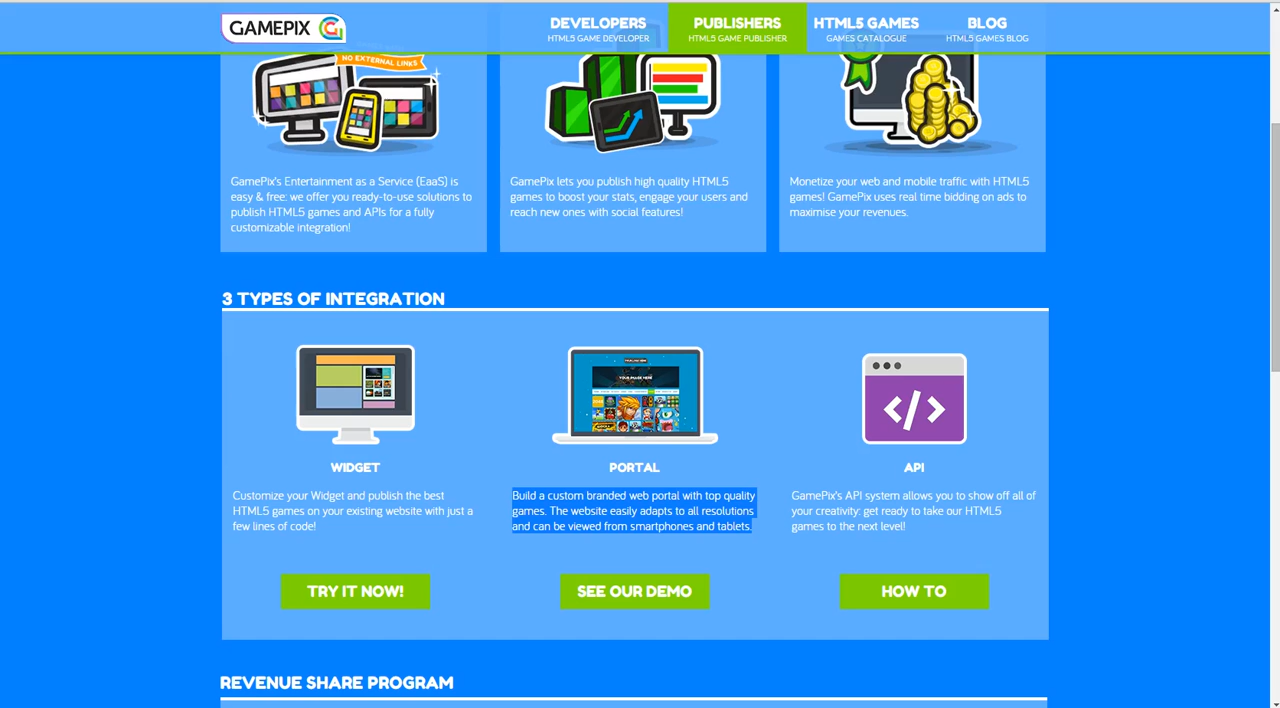 GAMEPIX
DEVELOPERS
HTML5 GAME DEVELOPER
PUBLISHERS
HTML5 GAME PUBLISHER
HTML5 GAMES
GAMES CATALOGUE
BLOG
HTML5 GAMES BLOG
NO EXTERNAL LINKS
GamePix's Entertainment as a Service (EaaS) is
easy & free: we offer you ready-to-use solutions to
publish HTML5 games and APIs for a fully
customizable integration!
GamePix lets you publish high quality HTML5
games to boost your stats, engage your users and
reach new ones with social features!
Monetize your web and mobile traffic with HTML5
games! GamePix uses real time bidding on ads to
maximise your revenues.
3 TYPES OF INTEGRATION
YOUR IMAGE HERE
WIDGET
Customize your Widget and publish the best
HTML5 games on your existing website with just a
few lines of code!
TRY IT NOW!
PORTAL
Build a custom branded web portal with top quality
games. The website easily adapts to all resolutions
and can be viewed from smartphones and tablets.
SEE OUR DEMO
API
GamePix's API system allows you to show off all of
your creativity: get ready to take our HTML5
games to the next level!
HOW TO
REVENUE SHARE PROGRAM